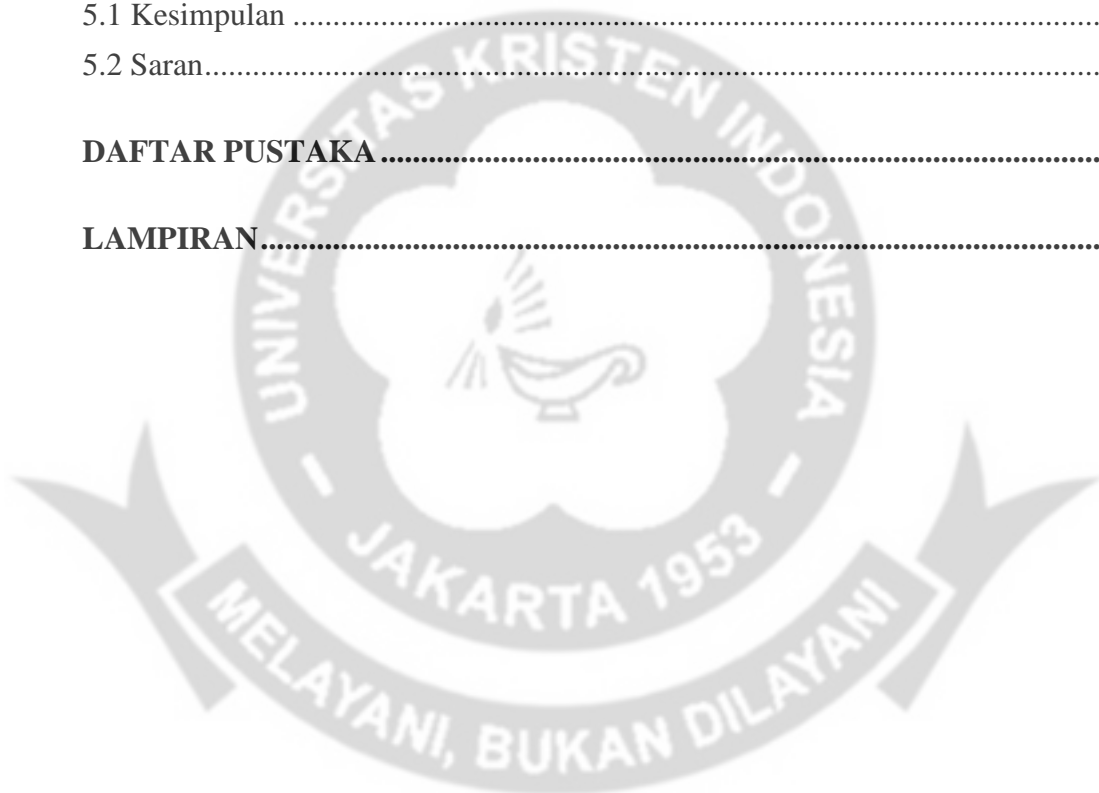 5.1 Kesimpulan ....................................................................................................
5.2 Saran...............................................................................................................
DAFTAR PUSTAKA .........................................................................................
LAMPIRAN........................................................................................................
UNIVERSITAS KRISTEN INDONESIA
JAKARTA 1953
MELAYANI, BUKAN DILAYANI